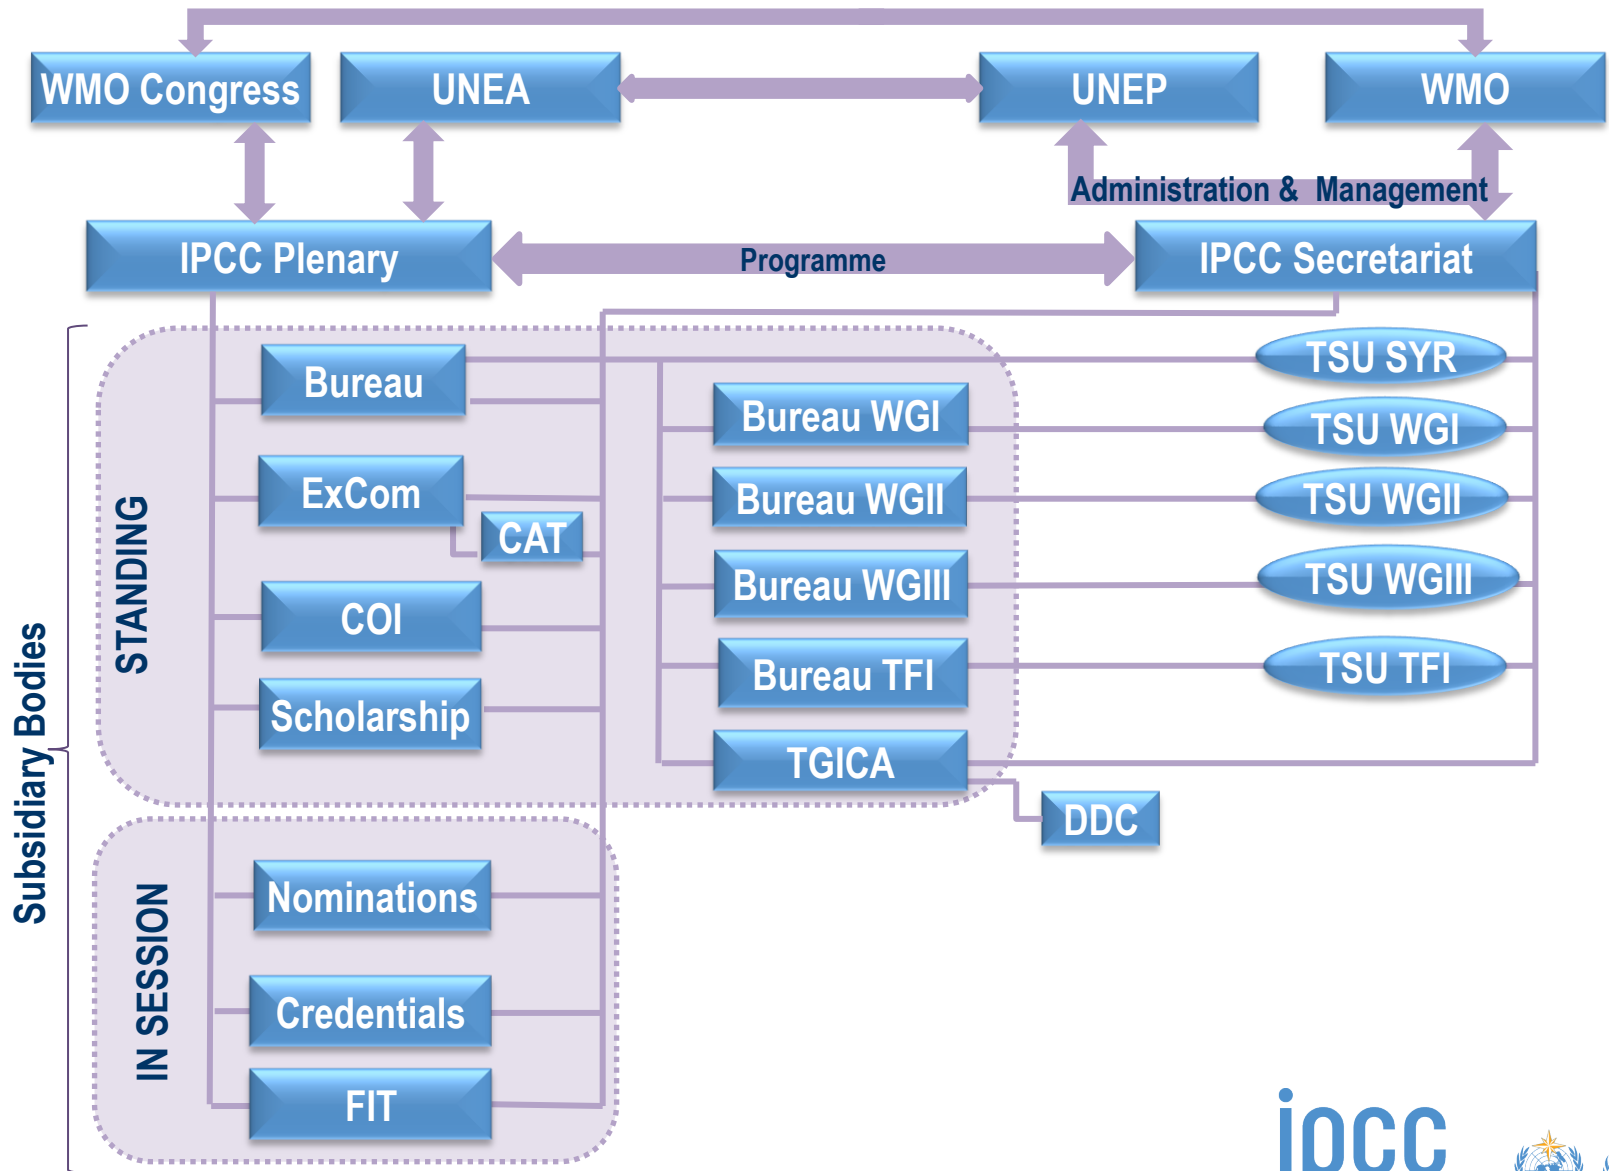 WMO Congress
UNEA
UNEP
WMO
Administration & Management
IPCC Plenary
Programme
IPCC Secretariat
Subsidiary Bodies
STANDING
Bureau
ExCom
CAT
COI
Scholarship
Bureau WGI
Bureau WGII
Bureau WGIII
Bureau TFI
TGICA
DDC
TSU SYR
TSU WGI
TSU WGII
TSU WGIII
TSU TFI
IN SESSION
Nominations
Credentials
FIT
ipcc